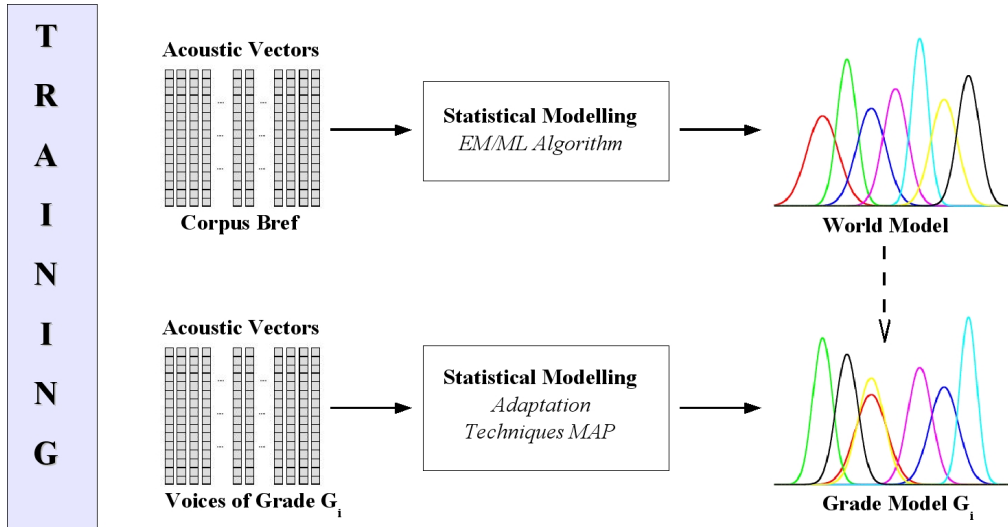 TRAINING
Acoustic Vectors
Corpus Bref
Statistical Modelling
EM/ML Algorithm
World Model
Acoustic Vectors
Voices of Grade Gi
Statistical Modelling
Adaptation
Techniques MAP
Grade Model Gi